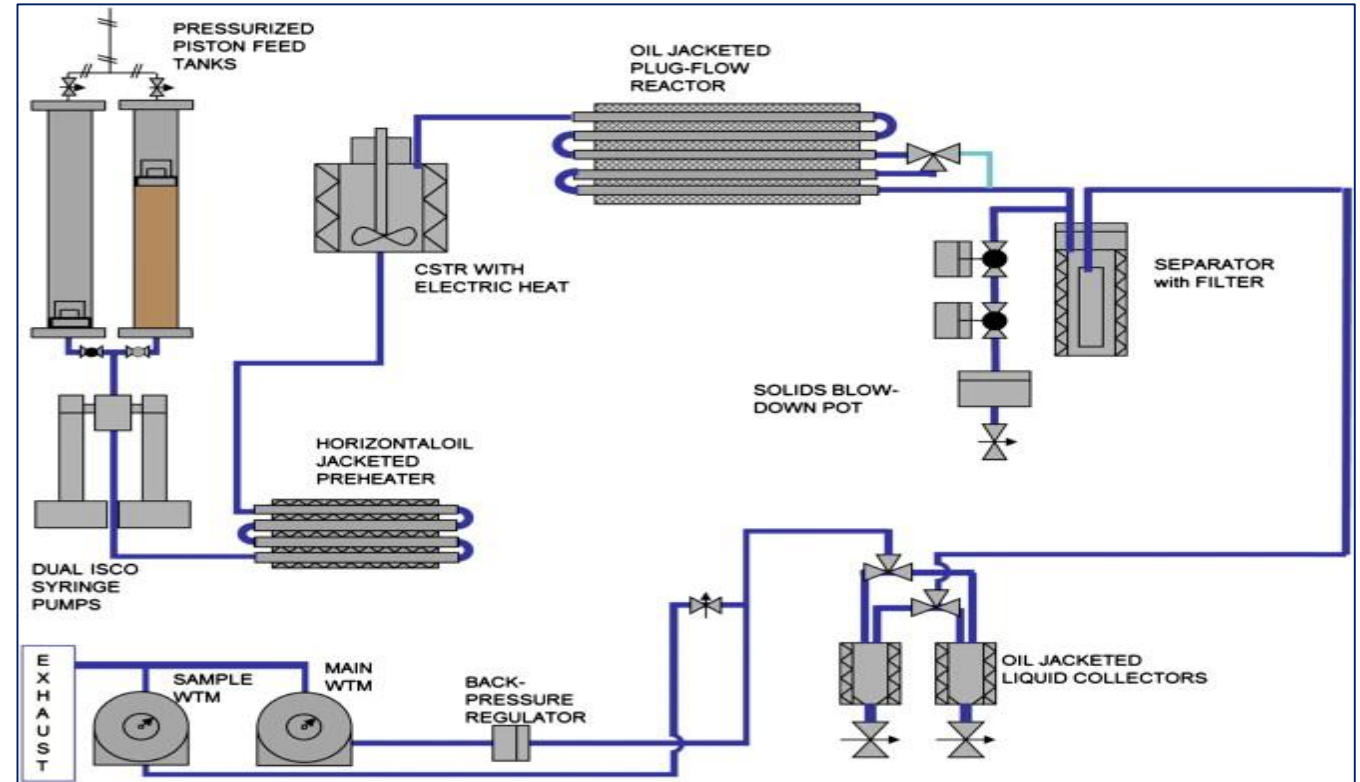 PRESSURIZED
PISTON FEED
TANKS
OIL JACKETED
PLUG-FLOW
REACTOR
CSTR WITH
ELECTRIC HEAT
SEPARATOR
with FILTER
SOLIDS BLOW-
DOWN POT
HORIZONTALOIL
JACKETED
PREHEATER
DUAL ISCO
SYRINGE
PUMPS
E
X
H
A
U
S
T
SAMPLE
WTM
MAIN
WTM
BACK-
PRESSURE
REGULATOR
OIL JACKETED
LIQUID COLLECTORS